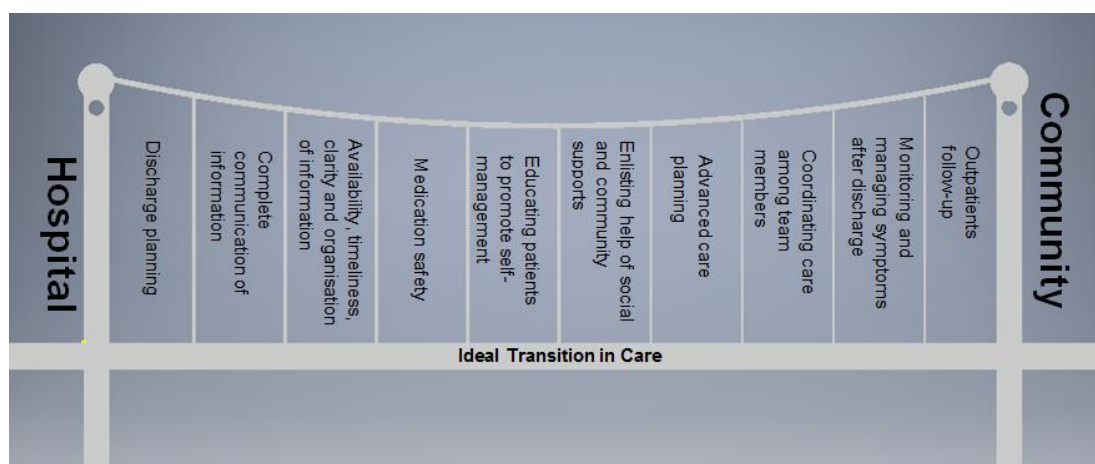 Hospital
Discharge planning
Complete
communication of
information
Availability, timeliness,
clarity and organisation
of information
Medication safety
Educating patients
to promote self-
management
Enlisting help of social
and community
supports
Advanced care
planning
Coordinating care
among team
members
Monitoring and
managing symptoms
after discharge
Outpatients
follow-up
Community
Ideal Transition in Care